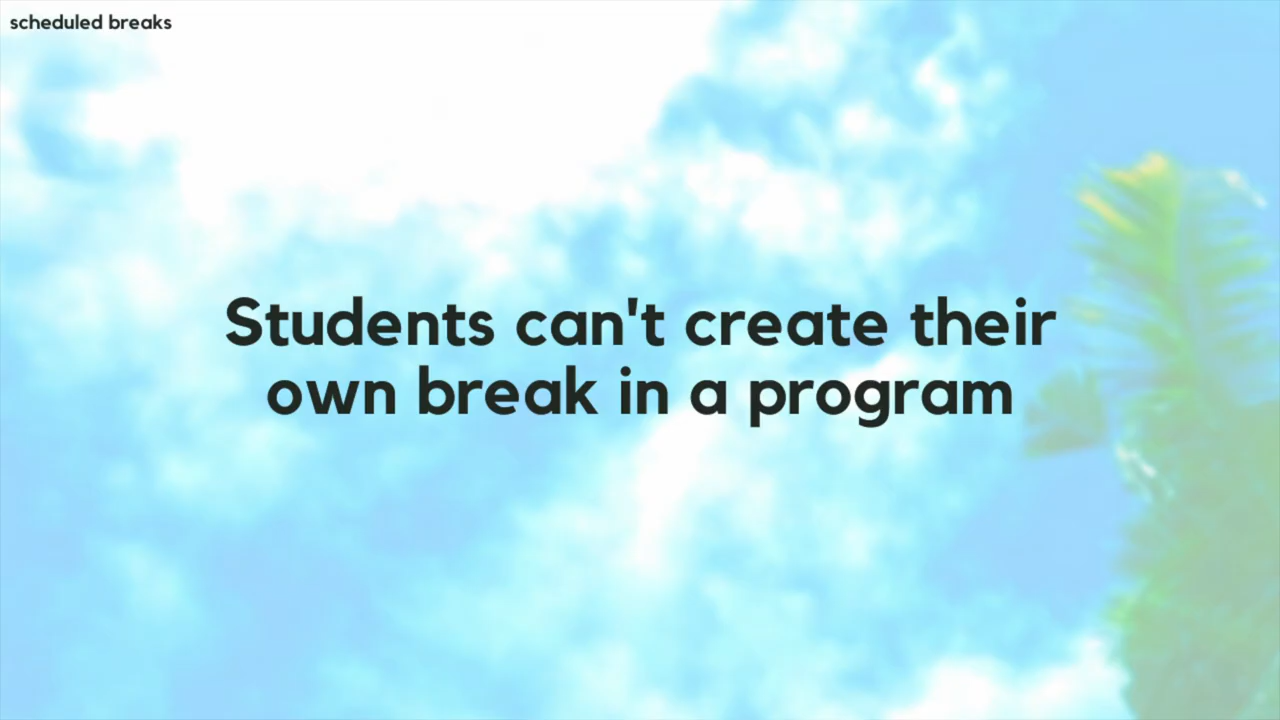 scheduled breaks
Students can't create their
own break in a program